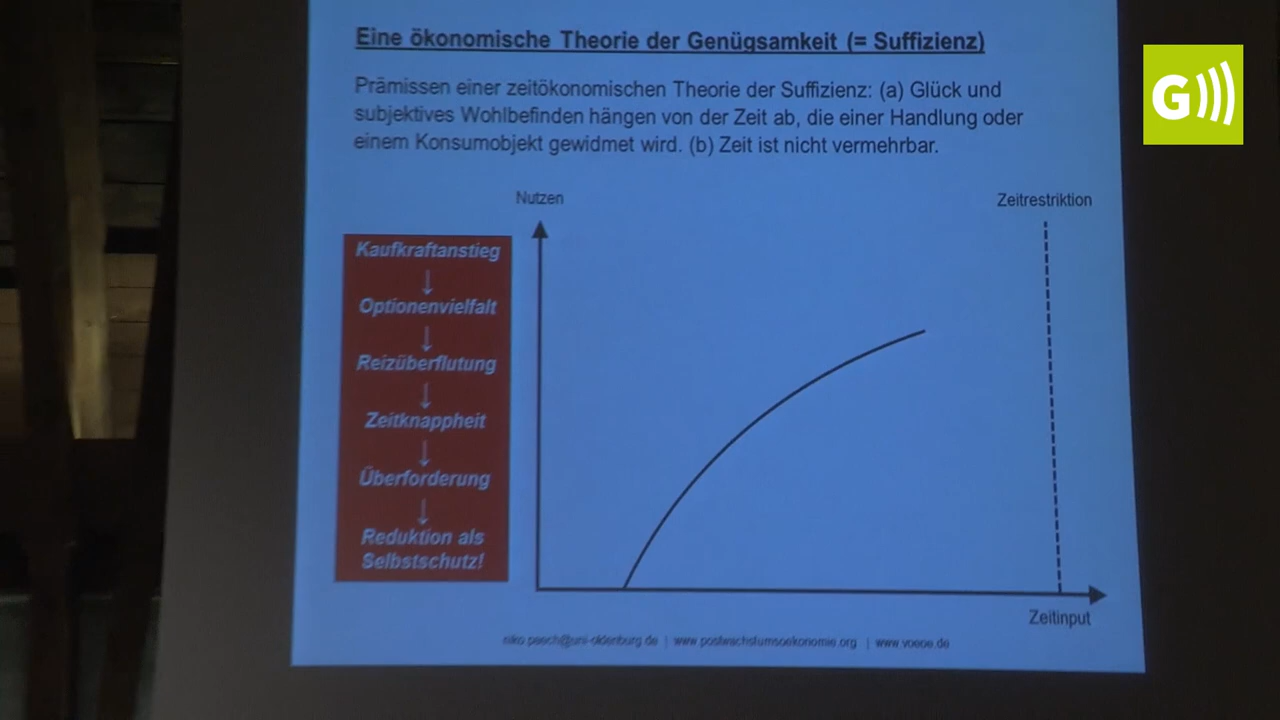 Eine ökonomische Theorie der Genügsamkeit (= Suffizienz)
Prämissen einer zeitökonomischen Theorie der Suffizienz: (a) Glück und
subjektives Wohlbefinden hängen von der Zeit ab, die einer Handlung oder
einem Konsumobjekt gewidmet wird. (b) Zeit ist nicht vermehrbar.
Nutzen
Zeitrestriktion
Kaufkraftanstieg
↓
Optionenvielfalt
↓
Reizüberflutung
↓
Zeitknappheit
↓
Überforderung
↓
Reduktion als
Selbstschutz!
Zeitinput
niko.paech@uni-oldenburg.de | www.postwachstumsoekonomie.org | www.voeoe.de
G